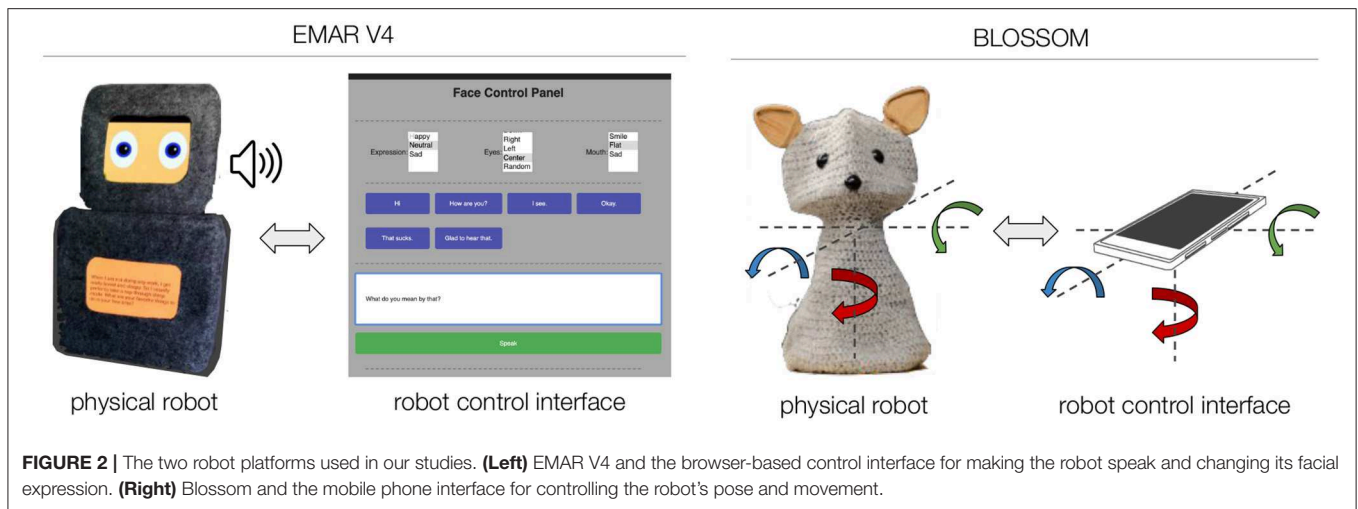 EMAR V4
BLOSSOM
Face Control Panel
Expression:
Happy
Neutral
Sad
Eyes:
Right
Left
Center
Random
Mouth:
Smile
Flat
Sad
Hi
How are you?
I see.
Okay.
That sucks.
Glad to hear that.
What do you mean by that?
Speak
physical robot
robot control interface
physical robot
robot control interface
FIGURE 2 | The two robot platforms used in our studies. (Left) EMAR V4 and the browser-based control interface for making the robot speak and changing its facial
expression. (Right) Blossom and the mobile phone interface for controlling the robot's pose and movement.